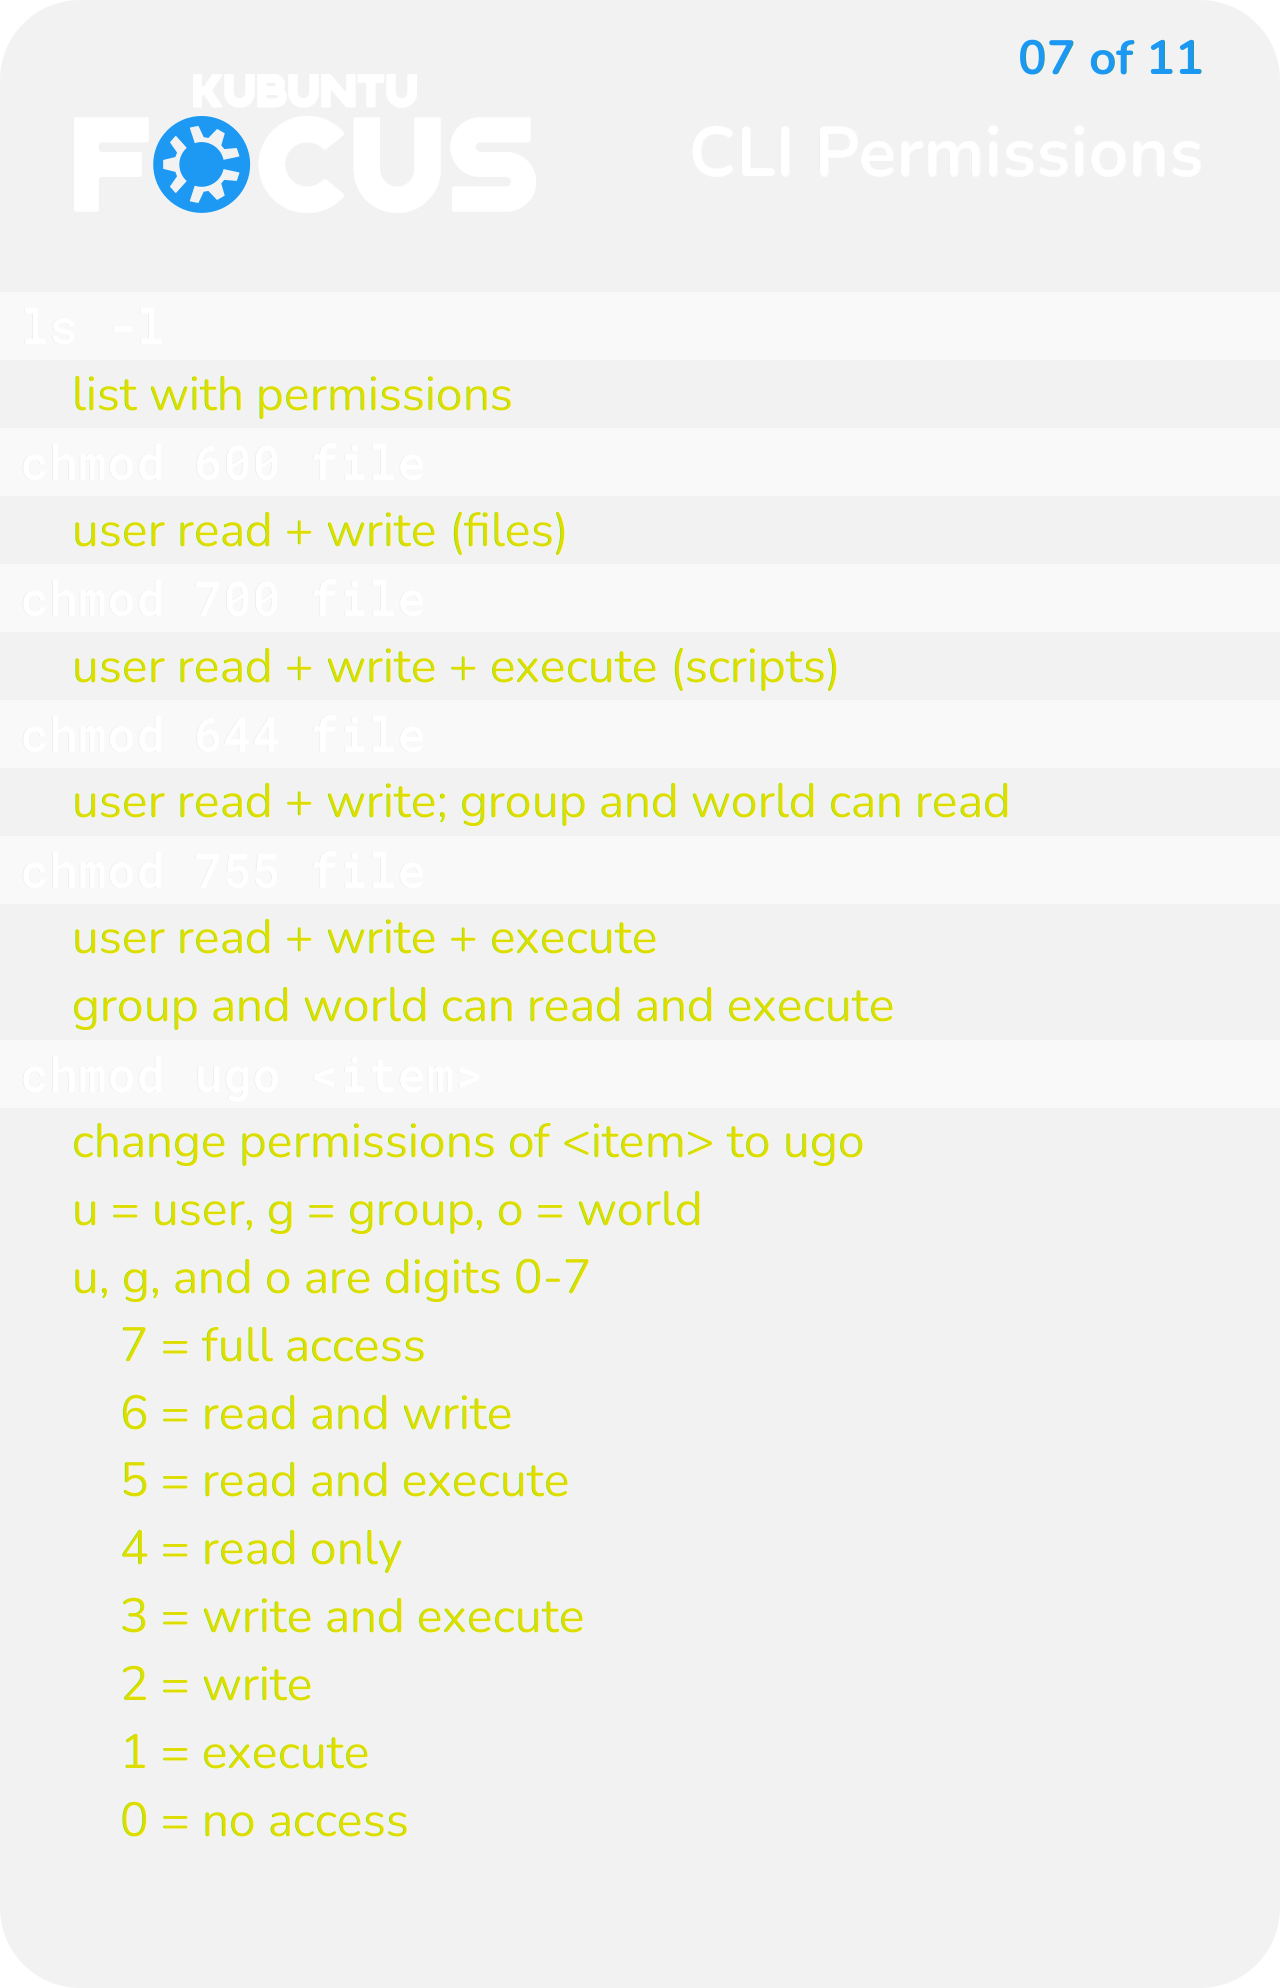 07 of 11
KUBUNTU
FOCUS
CLI Permissions
ls -l
list with permissions
chmod 600 file
user read + write (files)
chmod 700 file
user read + write + execute (scripts)
chmod 644 file
user read + write; group and world can read
chmod 755 file
user read + write + execute
group and world can read and execute
chmod ugo <item>
change permissions of <item> to ugo
u = user, g = group, o = world
u, g, and o are digits 0-7
7 = full access
6 = read and write
5 = read and execute
4 = read only
3 = write and execute
2 = write
1 = execute
0 = no access